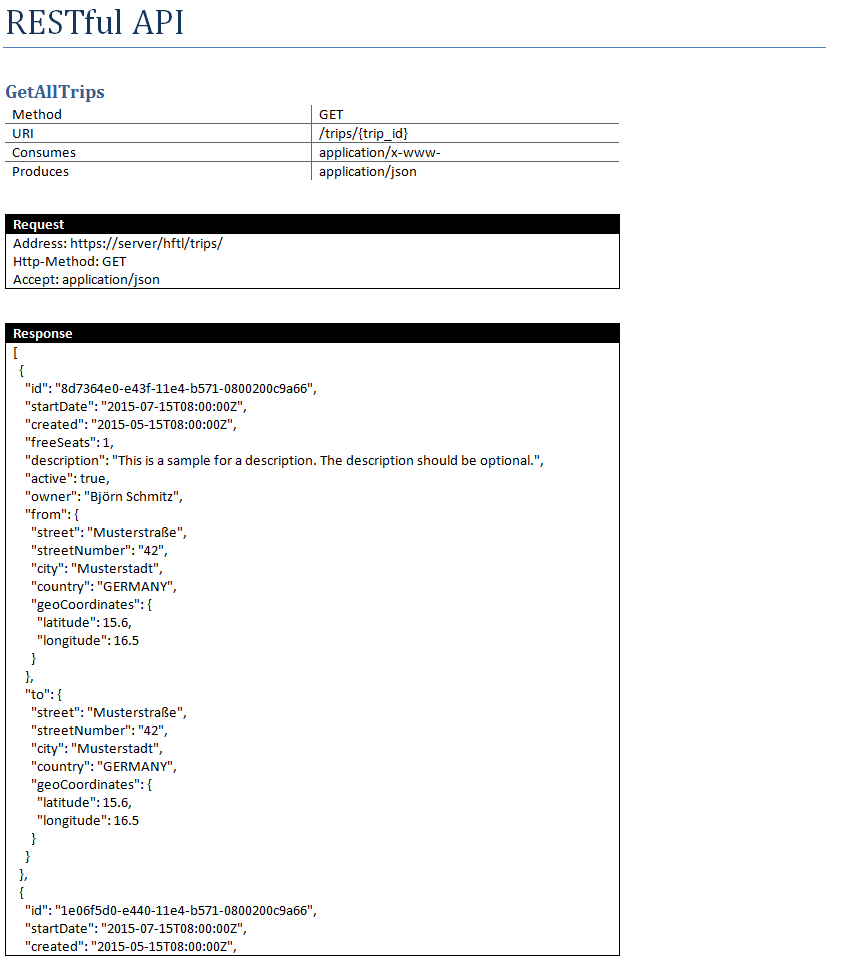 RESTful API
GetAllTrips
Method GET
URI /trips/{trip_id}
Consumes application/x-www-
Produces application/json
Request
Address: https://server/hftl/trips/
Http-Method: GET
Accept: application/json
Response
[
{
"id": "8d7364e0-e43f-11e4-b571-0800200c9a66",
"startDate": "2015-07-15T08:00:00Z",
"created": "2015-05-15T08:00:00Z",
"freeSeats": 1,
"description": "This is a sample for a description. The description should be optional.",
"active": true,
"owner": "Björn Schmitz",
"from": {
"street": "Musterstraße",
"streetNumber": "42",
"city": "Musterstadt",
"country": "GERMANY",
"geoCoordinates": {
"latitude": 15.6,
"longitude": 16.5
}
},
"to": {
"street": "Musterstraße",
"streetNumber": "42",
"city": "Musterstadt",
"country": "GERMANY",
"geoCoordinates": {
"latitude": 15.6,
"longitude": 16.5
}
}
},
{
"id": "1e06f5d0-e440-11e4-b571-0800200c9a66",
"startDate": "2015-07-15T08:00:00Z",
"created": "2015-05-15T08:00:00Z",